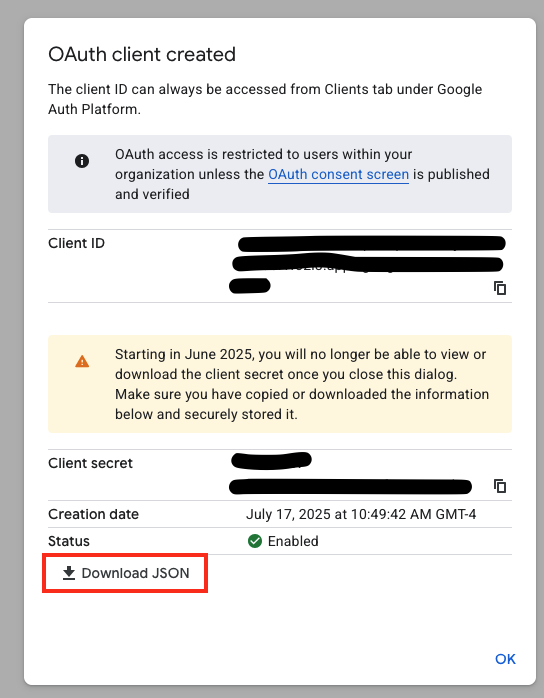 OAuth client created
The client ID can always be accessed from Clients tab under Google
Auth Platform.
OAuth access is restricted to users within your
organization unless the OAuth consent screen is published
and verified
Client ID
Starting in June 2025, you will no longer be able to view or
download the client secret once you close this dialog.
Make sure you have copied or downloaded the information
below and securely stored it.
Client secret
Creation date July 17, 2025 at 10:49:42 AM GMT-4
Status Enabled
Download JSON
OK